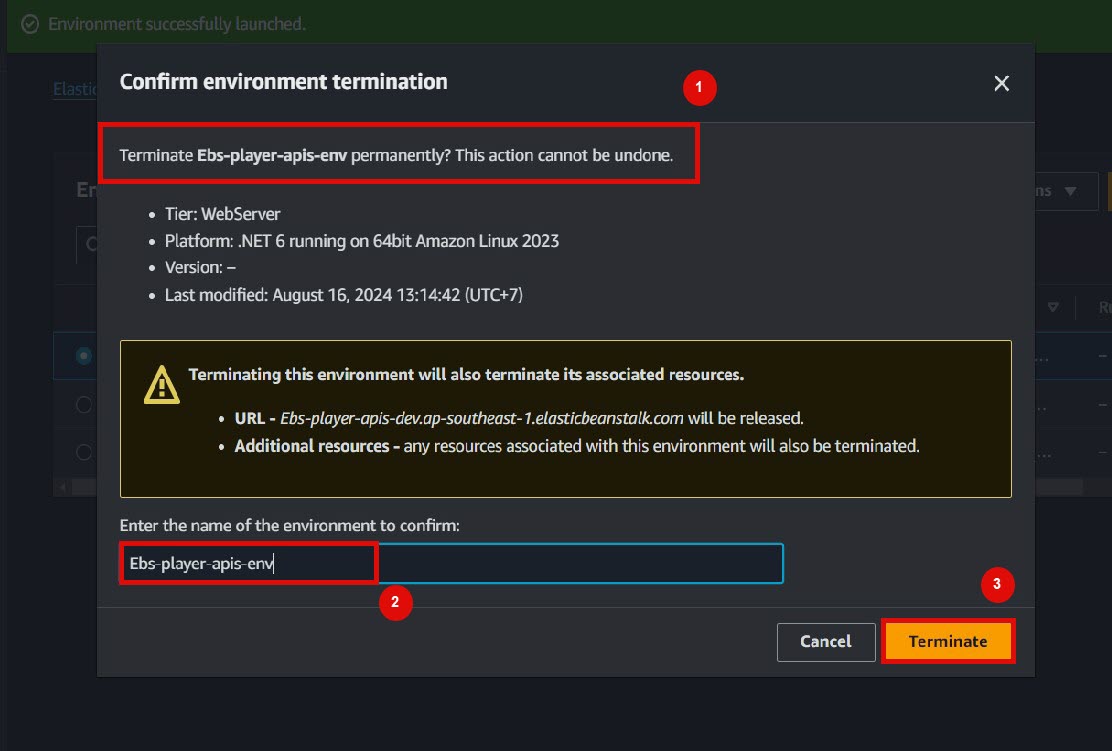 Environment successfully launched.
Elastic
Confirm environment termination
1
Terminate Ebs-player-apis-env permanently? This action cannot be undone.
• Tier: WebServer
• Platform: .NET 6 running on 64bit Amazon Linux 2023
• Version: –
• Last modified: August 16, 2024 13:14:42 (UTC+7)
Terminating this environment will also terminate its associated resources.
• URL - Ebs-player-apis-dev.ap-southeast-1.elasticbeanstalk.com will be released.
• Additional resources - any resources associated with this environment will also be terminated.
Enter the name of the environment to confirm:
Ebs-player-apis-env
2
3
Cancel
Terminate